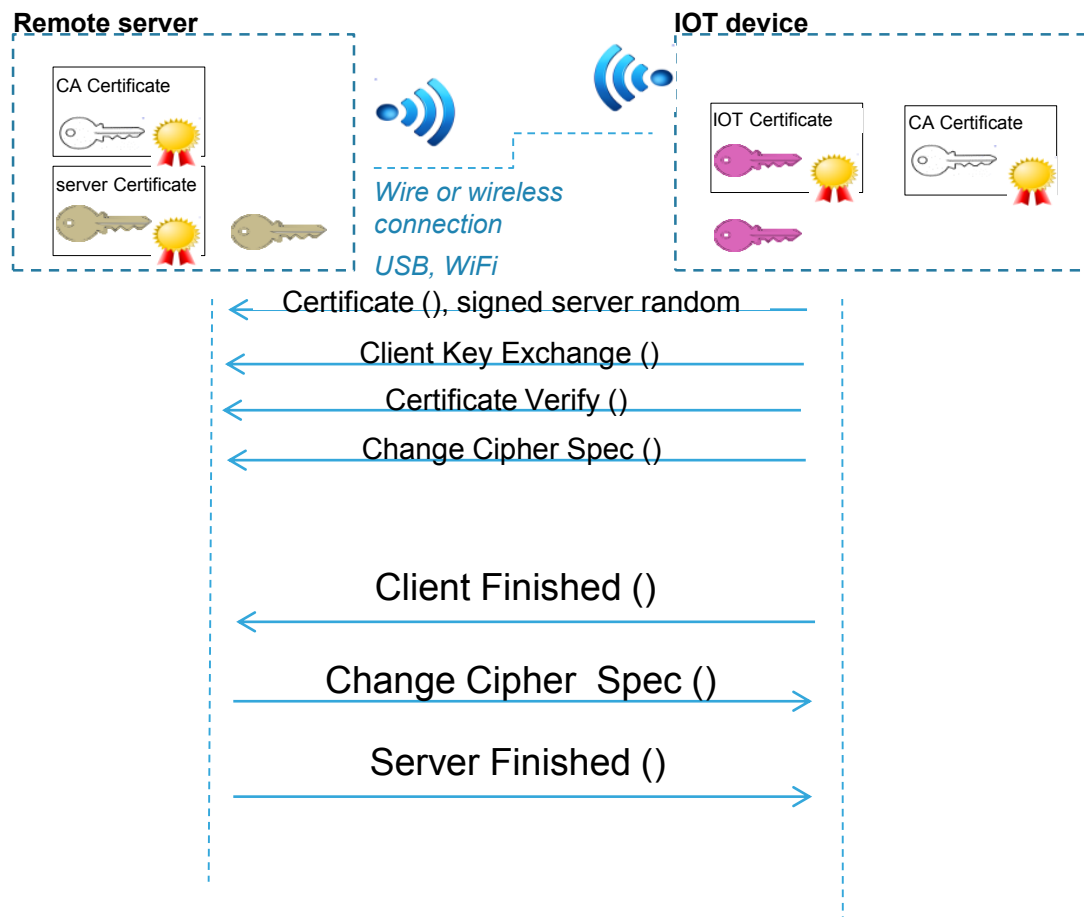 Remote server
IOT device
CA Certificate
server Certificate
IOT Certificate
CA Certificate
Wire or wireless
connection
USB, WiFi
Certificate (), signed server random
Client Key Exchange ()
Certificate Verify ()
Change Cipher Spec ()
Client Finished ()
Change Cipher  Spec ()
Server Finished ()